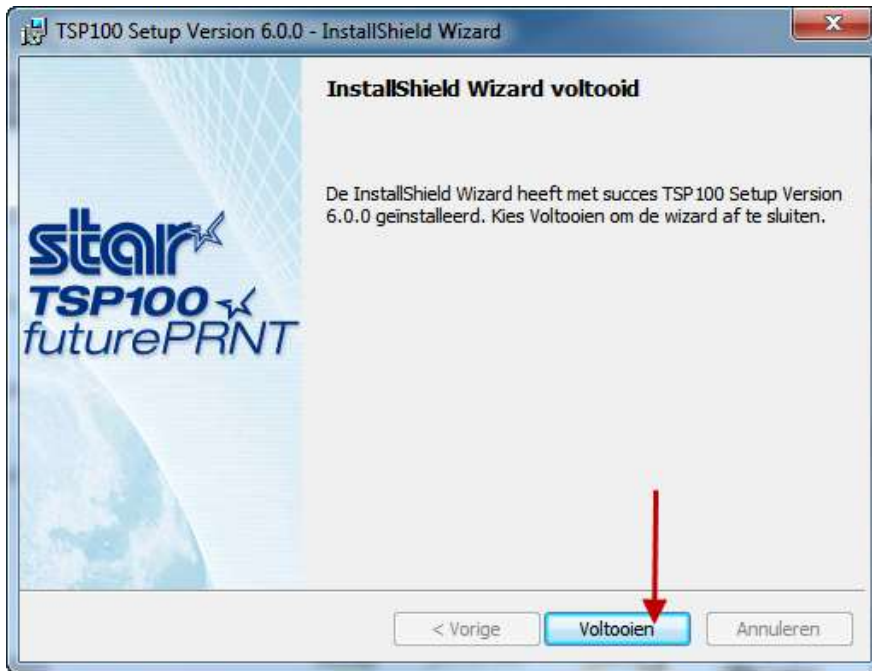 TSP100 Setup Version 6.0.0 - InstallShield Wizard
InstallShield Wizard voltooid
De InstallShield Wizard heeft met succes TSP100 Setup Version
6.0.0 geïnstalleerd. Kies Voltooien om de wizard af te sluiten.
star
TSP100
futurePRNT
< Vorige
Voltooien
Annuleren